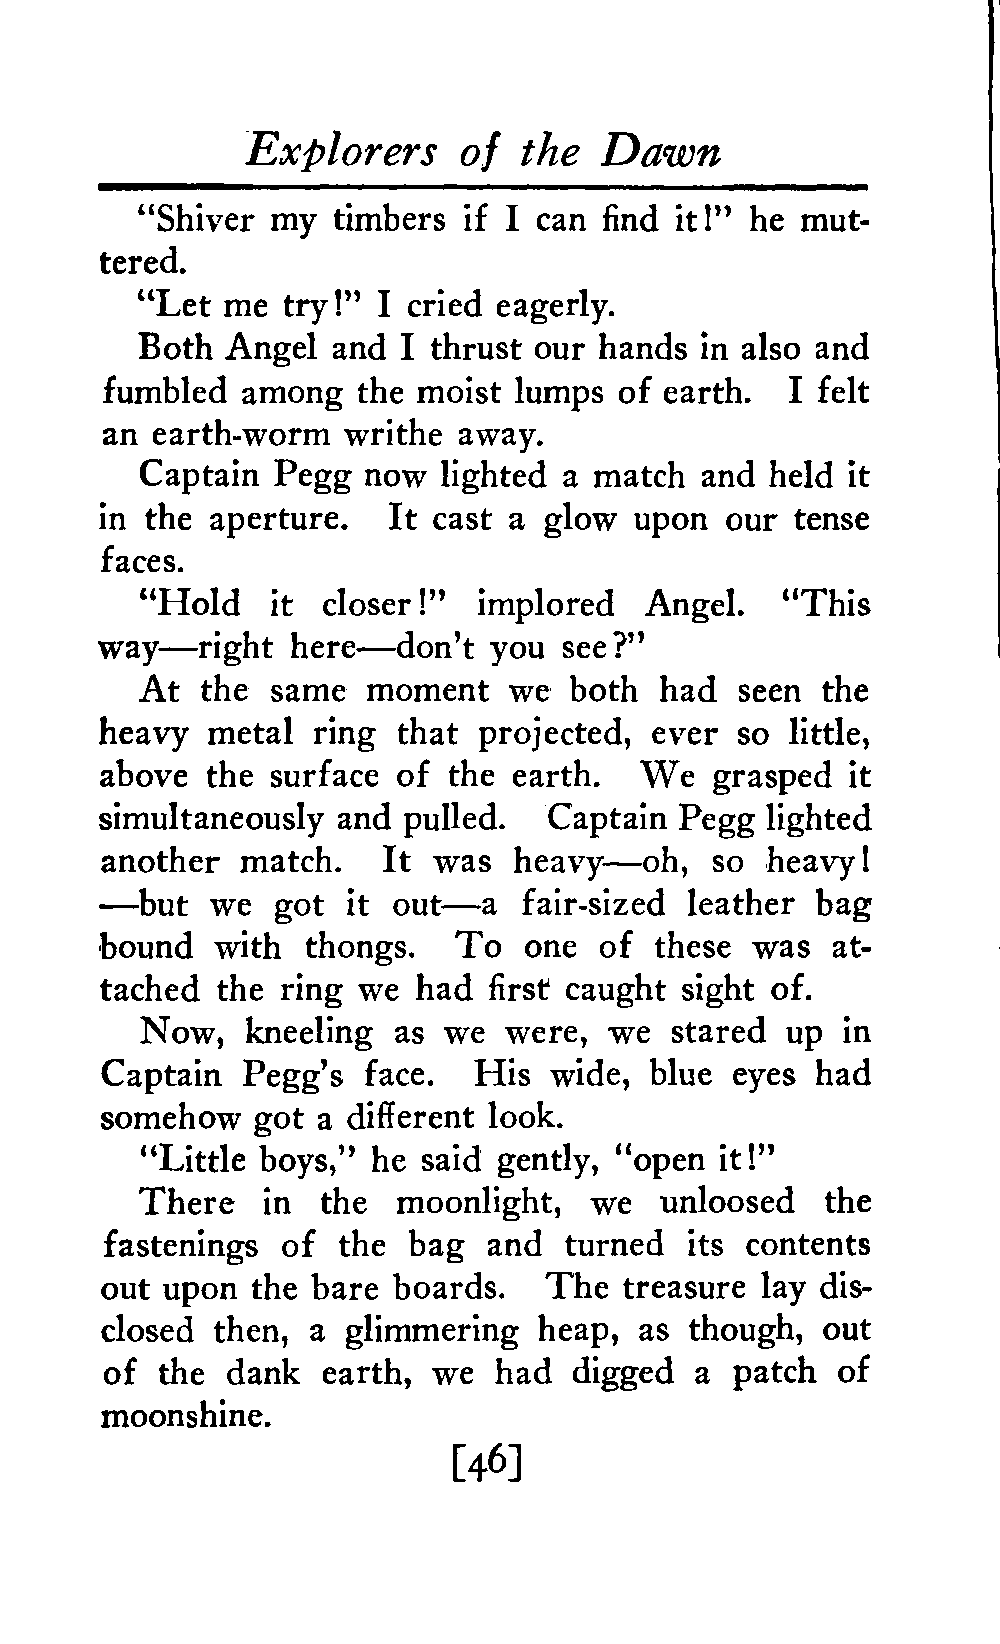 Explorers of the Dawn
"Shiver my timbers if I can find it!" he mut-
tered.
"Let me try!" I cried eagerly.
Both Angel and I thrust our hands in also and
fumbled among the moist lumps of earth. I felt
an earth-worm writhe away.
Captain Pegg now lighted a match and held it
in the aperture. It cast a glow upon our tense
faces.
"Hold it closer!" implored Angel. "This
way—right here—don't you see?"
At the same moment we both had seen the
heavy metal ring that projected, ever so little,
above the surface of the earth. We grasped it
simultaneously and pulled. Captain Pegg lighted
another match. It was heavy—oh, so heavy!
—but we got it out—a fair-sized leather bag
bound with thongs. To one of these was at-
tached the ring we had first caught sight of.
Now, kneeling as we were, we stared up in
Captain Pegg's face. His wide, blue eyes had
somehow got a different look.
"Little boys," he said gently, "open it!"
There in the moonlight, we unloosed the
fastenings of the bag and turned its contents
out upon the bare boards. The treasure lay dis-
closed then, a glimmering heap, as though, out
of the dank earth, we had digged a patch of
moonshine.
[46]